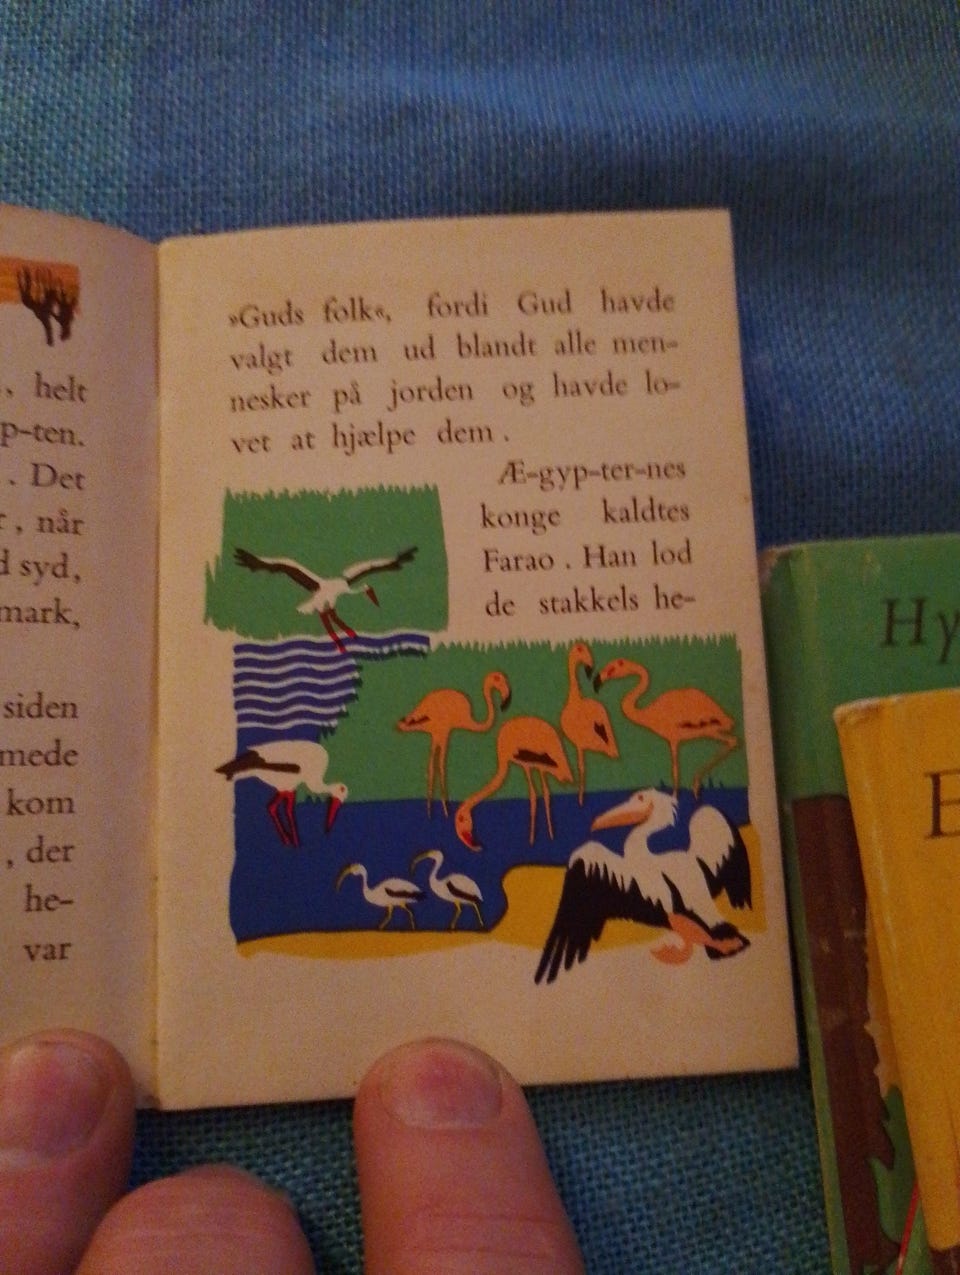 , helt
p-ten.
. Det
, når
syd,
mark,
siden
mede
kom
, der
he-
var
»Guds folk«, fordi Gud havde
valgt dem ud blandt alle men-
nesker på jorden og havde lo-
vet at hjælpe dem .
Æ-gyp-ter-nes
konge kaldtes
Farao . Han lod
de stakkels he-
Hy
E